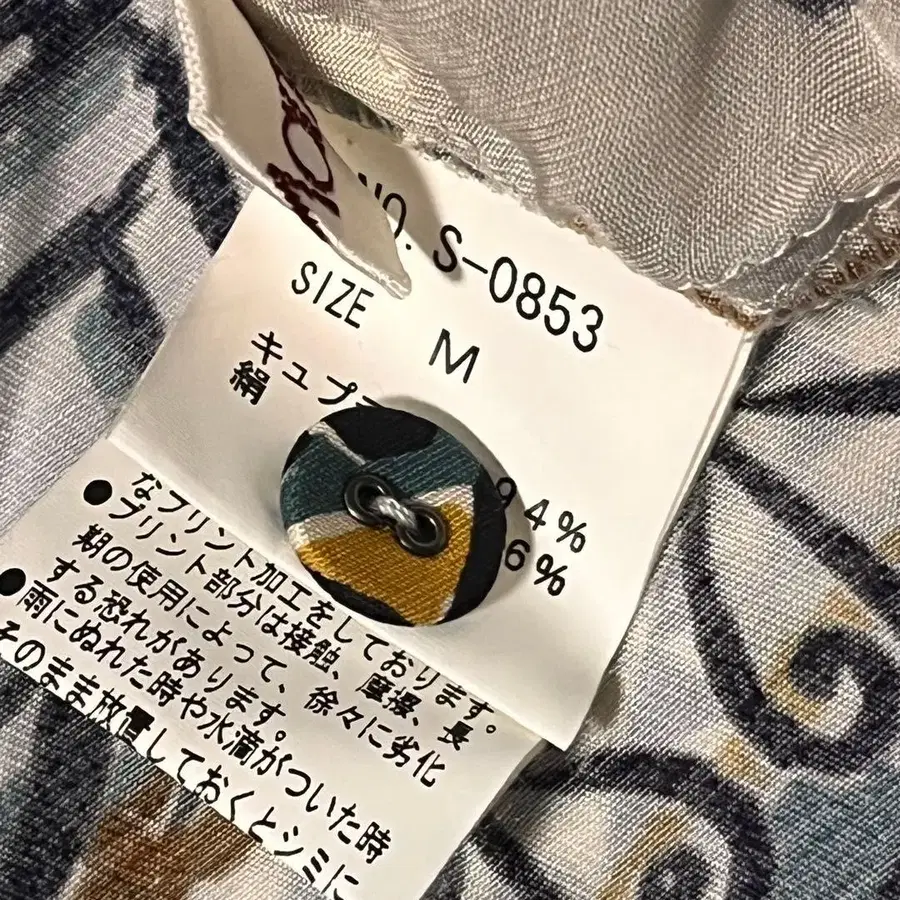 NO. S-0853
SIZE M
キュプラ 94%
絹 6%
なプリント加工をしております。
●プリント部分は接触、摩擦、長
期の使用によって、徐々に劣化
する恐れがあります。
●雨にぬれた時や水滴がついた時
そのまま放置しておくとシミに